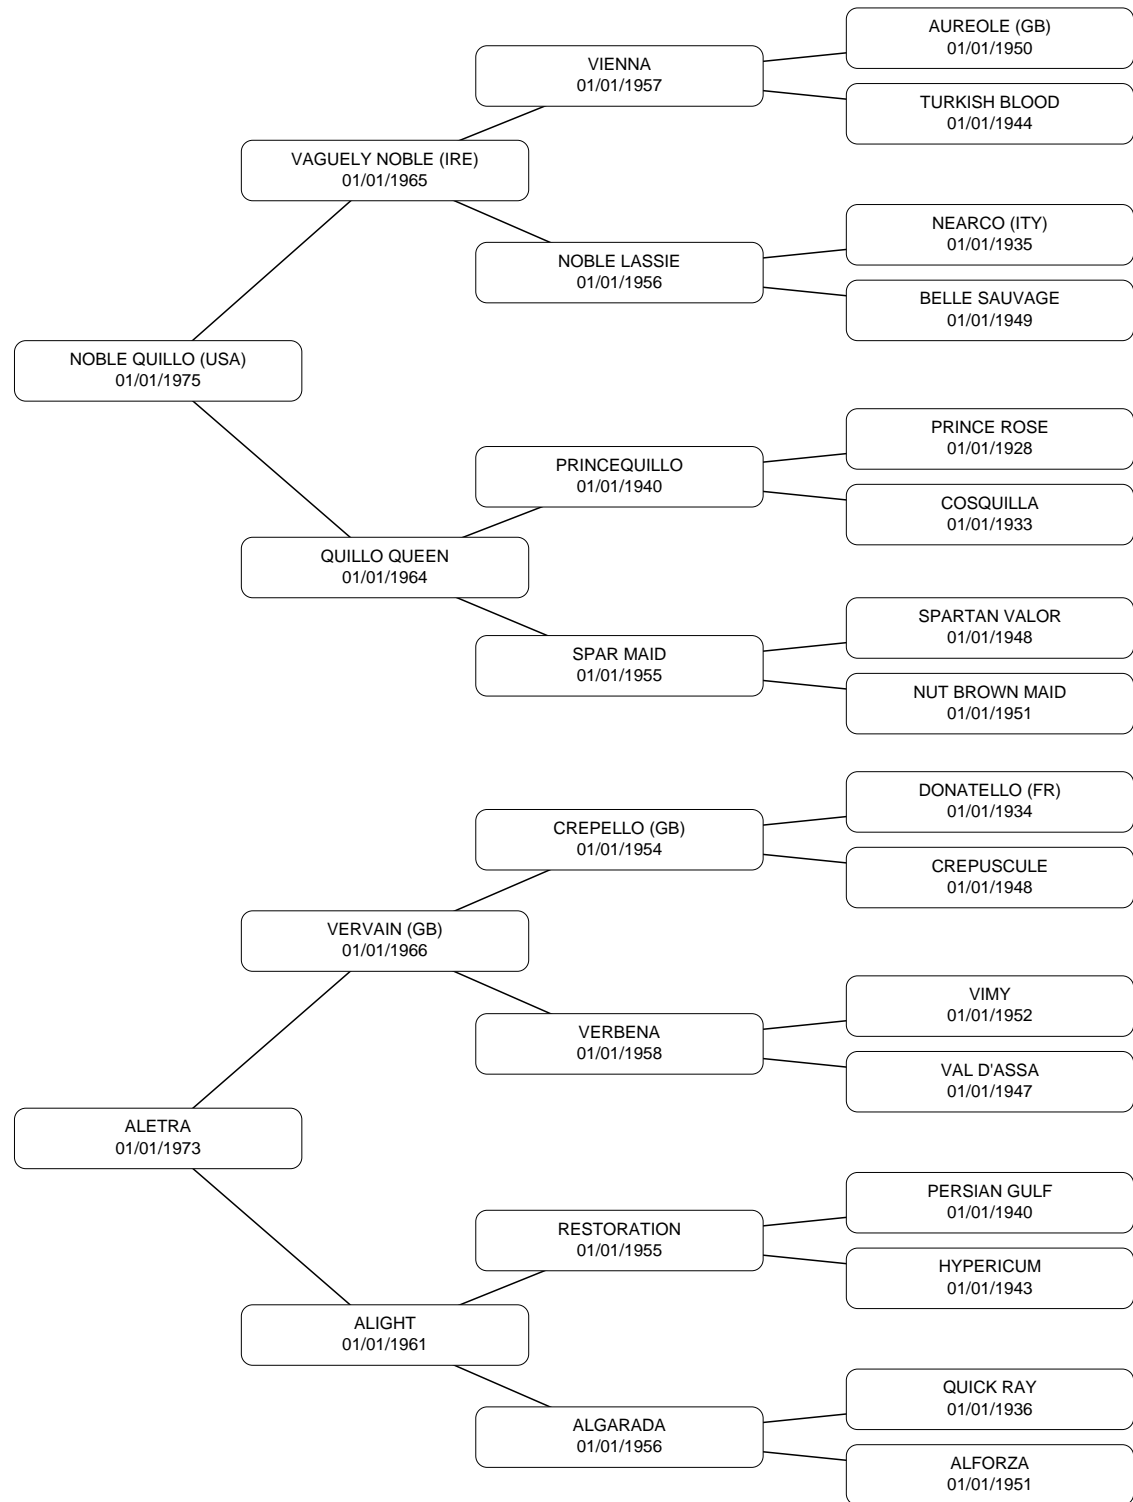 AUREOLE (GB)
01/01/1950
VIENNA
01/01/1957
TURKISH BLOOD
01/01/1944
VAGUELY NOBLE (IRE)
01/01/1965
NEARCO (ITY)
01/01/1935
NOBLE LASSIE
01/01/1956
BELLE SAUVAGE
01/01/1949
NOBLE QUILLO (USA)
01/01/1975
PRINCE ROSE
01/01/1928
PRINCEQUILLO
01/01/1940
COSQUILLA
01/01/1933
QUILLO QUEEN
01/01/1964
SPARTAN VALOR
01/01/1948
SPAR MAID
01/01/1955
NUT BROWN MAID
01/01/1951
DONATELLO (FR)
01/01/1934
CREPELLO (GB)
01/01/1954
CREPUSCULE
01/01/1948
VERVAIN (GB)
01/01/1966
VIMY
01/01/1952
VERBENA
01/01/1958
VAL D'ASSA
01/01/1947
ALETRA
01/01/1973
PERSIAN GULF
01/01/1940
RESTORATION
01/01/1955
HYPERICUM
01/01/1943
ALIGHT
01/01/1961
QUICK RAY
01/01/1936
ALGARADA
01/01/1956
ALFORZA
01/01/1951